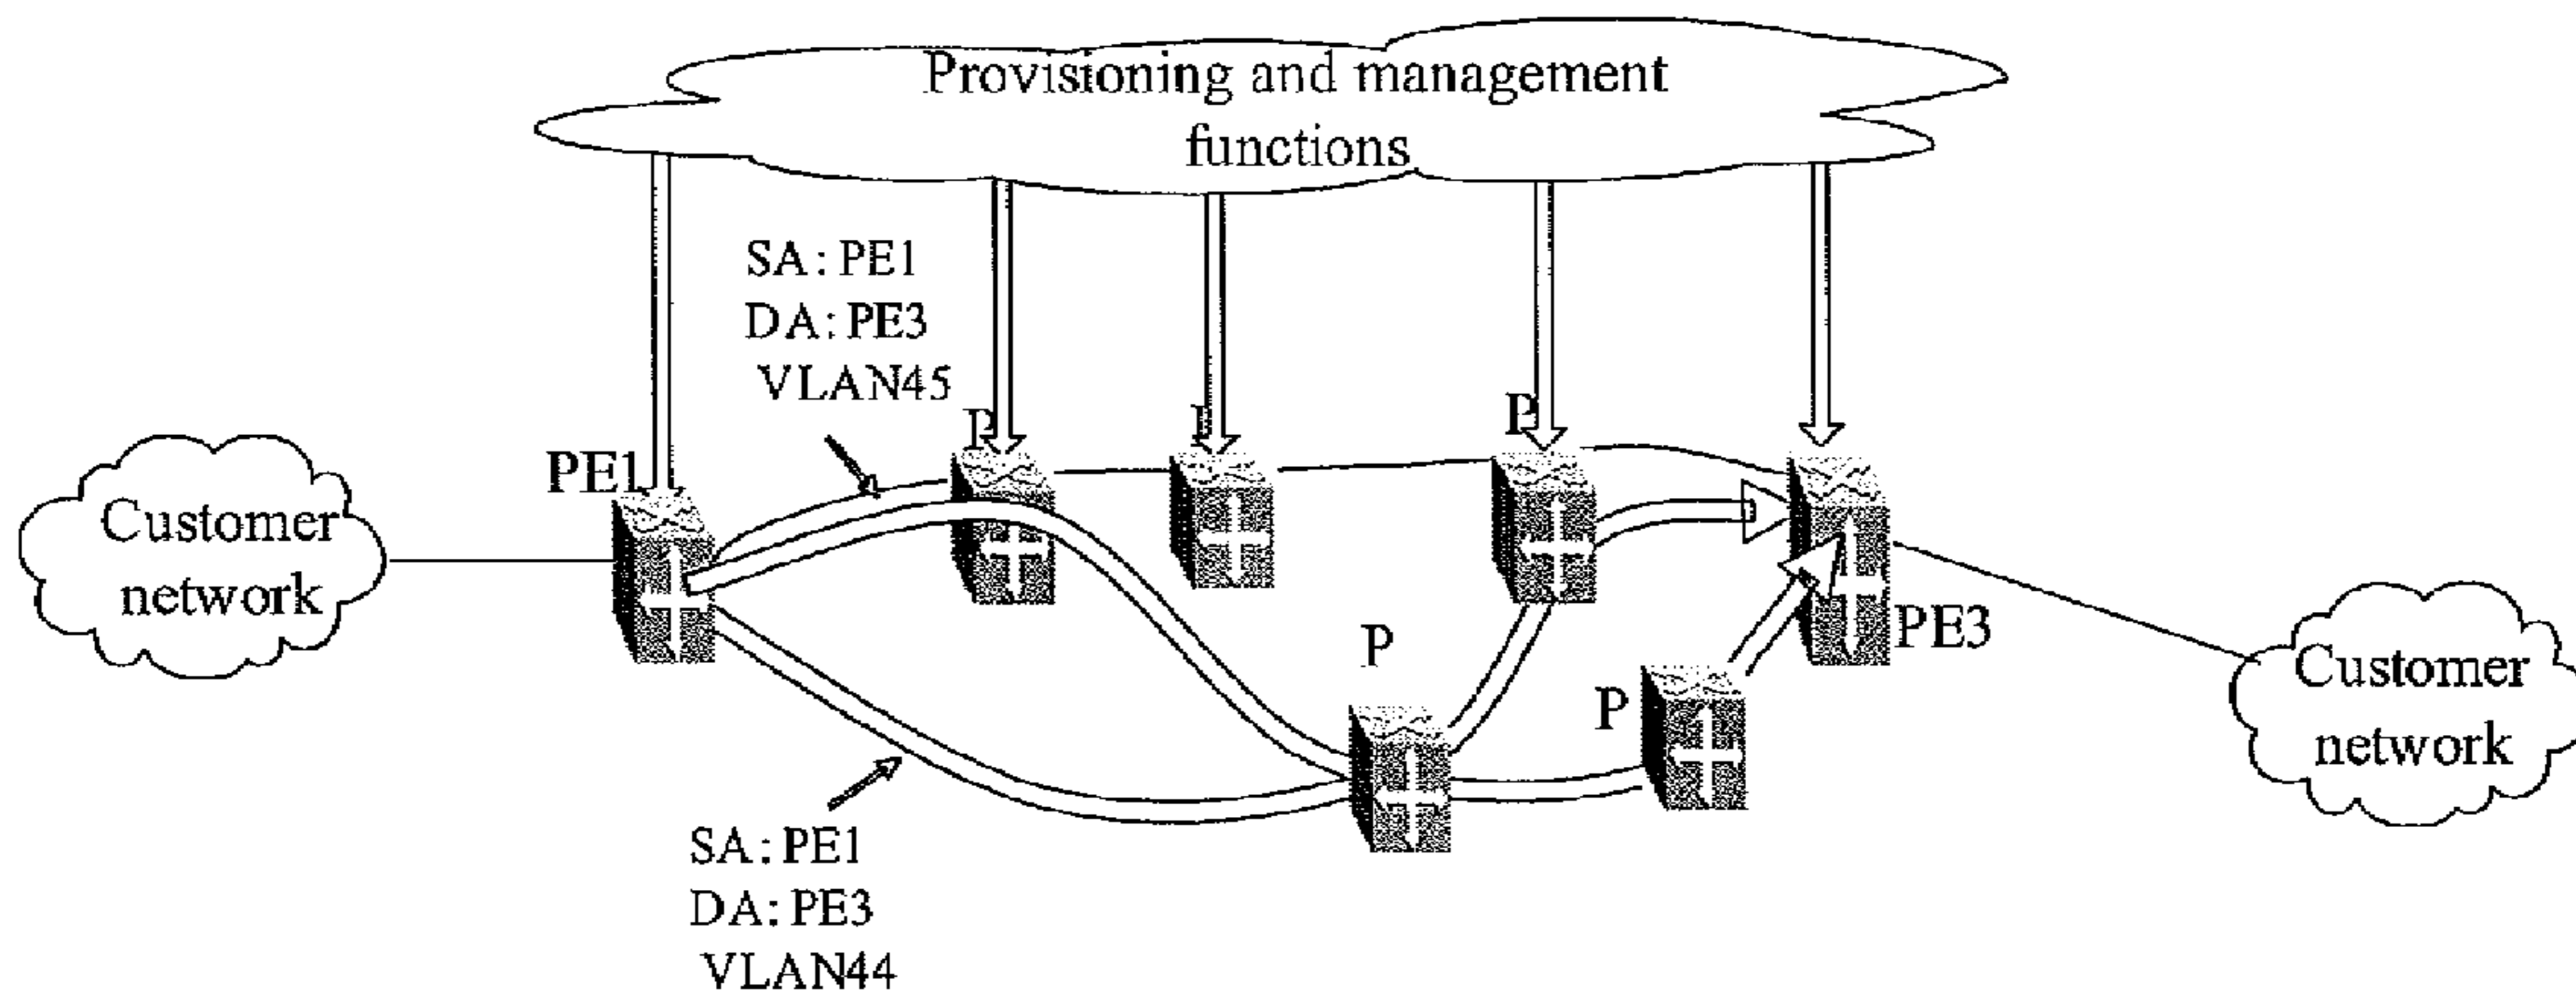 Provisioning and management
functions
SA: PE1
DA: PE3
VLAN45
P
P
PE1
Customer
network
P
PE3
P
Customer
network
SA: PE1
DA: PE3
VLAN44